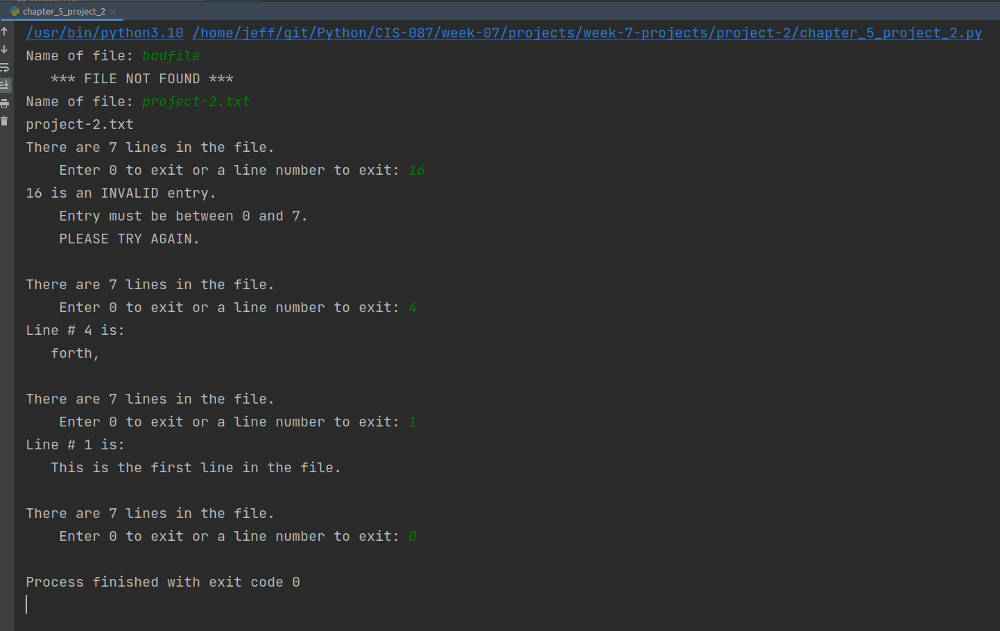 chapter_5_project_2
/usr/bin/python3.10 /home/jeff/git/Python/CIS-087/week-07/projects/week-7-projects/project-2/chapter_5_project_2.py
Name of file: badfile
   *** FILE NOT FOUND ***
Name of file: project-2.txt
project-2.txt
There are 7 lines in the file.
    Enter 0 to exit or a line number to exit: 16
16 is an INVALID entry.
    Entry must be between 0 and 7.
    PLEASE TRY AGAIN.

There are 7 lines in the file.
    Enter 0 to exit or a line number to exit: 4
Line # 4 is:
   forth,

There are 7 lines in the file.
    Enter 0 to exit or a line number to exit: 1
Line # 1 is:
   This is the first line in the file.

There are 7 lines in the file.
    Enter 0 to exit or a line number to exit: 0

Process finished with exit code 0